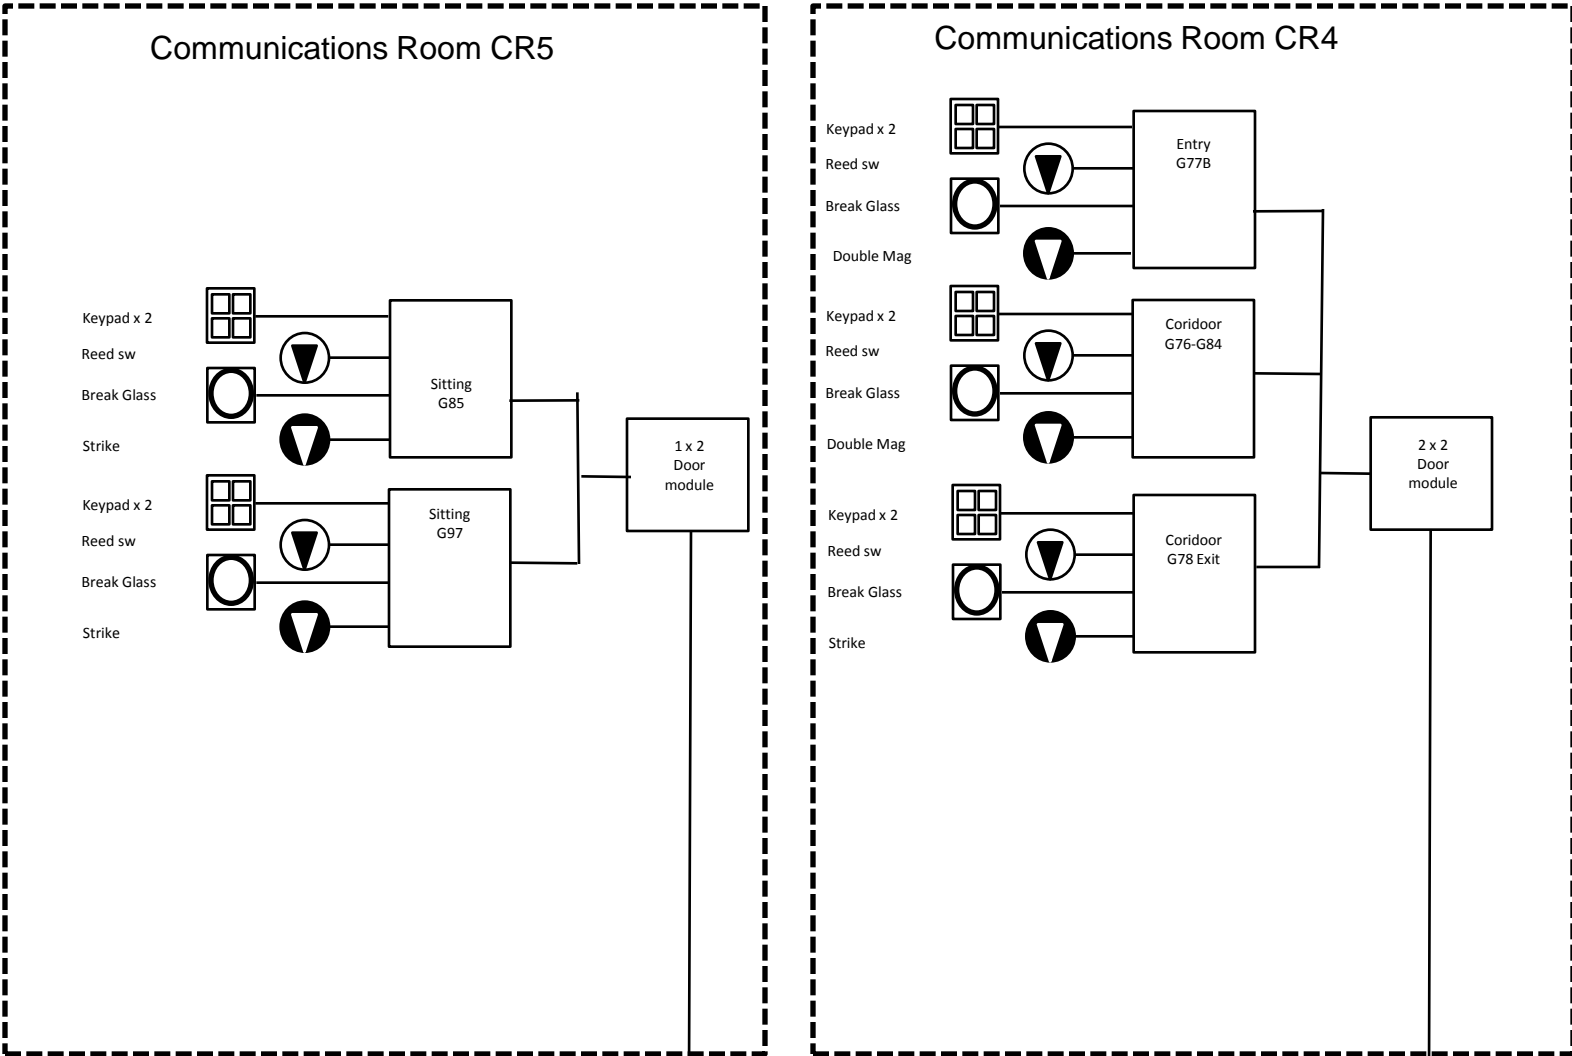 Communications Room CR5
Keypad x 2
Reed sw
Break Glass
Strike
Sitting
G85
Keypad x 2
Reed sw
Break Glass
Strike
Sitting
G97
1 x 2
Door
module
Communications Room CR4
Keypad x 2
Reed sw
Break Glass
Double Mag
Entry
G77B
Keypad x 2
Reed sw
Break Glass
Double Mag
Coridoor
G76-G84
Keypad x 2
Reed sw
Break Glass
Strike
Coridoor
G78 Exit
2 x 2
Door
module